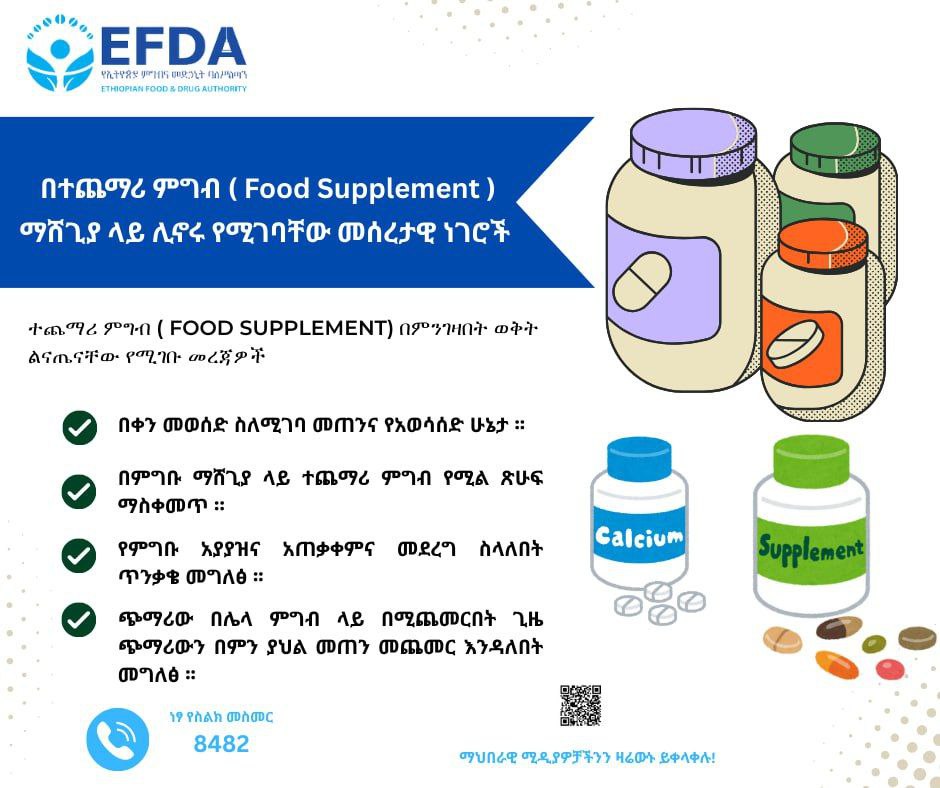 EFDA
የኢትዮጵያ ምግብና መድኃኒት ባለሥልጣን
ETHIOPIAN FOOD & DRUG AUTHORITY
በተጨማሪ ምግብ ( Food Supplement )
ማሸጊያ ላይ ሊኖሩ የሚገባቸው መሰረታዊ ነገሮች
ተጨማሪ ምግብ ( FOOD SUPPLEMENT) በምንገዛበት ወቅት
ልናጤናቸው የሚገቡ መረጃዎች
በቀን መወሰድ ስለሚገባ መጠንና የአወሳሰድ ሁኔታ ።
በምግቡ ማሸጊያ ላይ ተጨማሪ ምግብ የሚል ጽሁፍ
ማስቀመጥ ።
የምግቡ አያያዝና አጠቃቀምና መደረግ ስላለበት
ጥንቃቄ መግለፅ ።
ጭማሪው በሌላ ምግብ ላይ በሚጨመርበት ጊዜ
ጭማሪውን በምን ያህል መጠን መጨመር እንዳለበት
መግለፅ ።
Calcium
Supplement
ነፃ የስልክ መስመር
8482
ማህበራዊ ሚዲያዎቻችንን ዛሬውኑ ይቀላቀሉ!